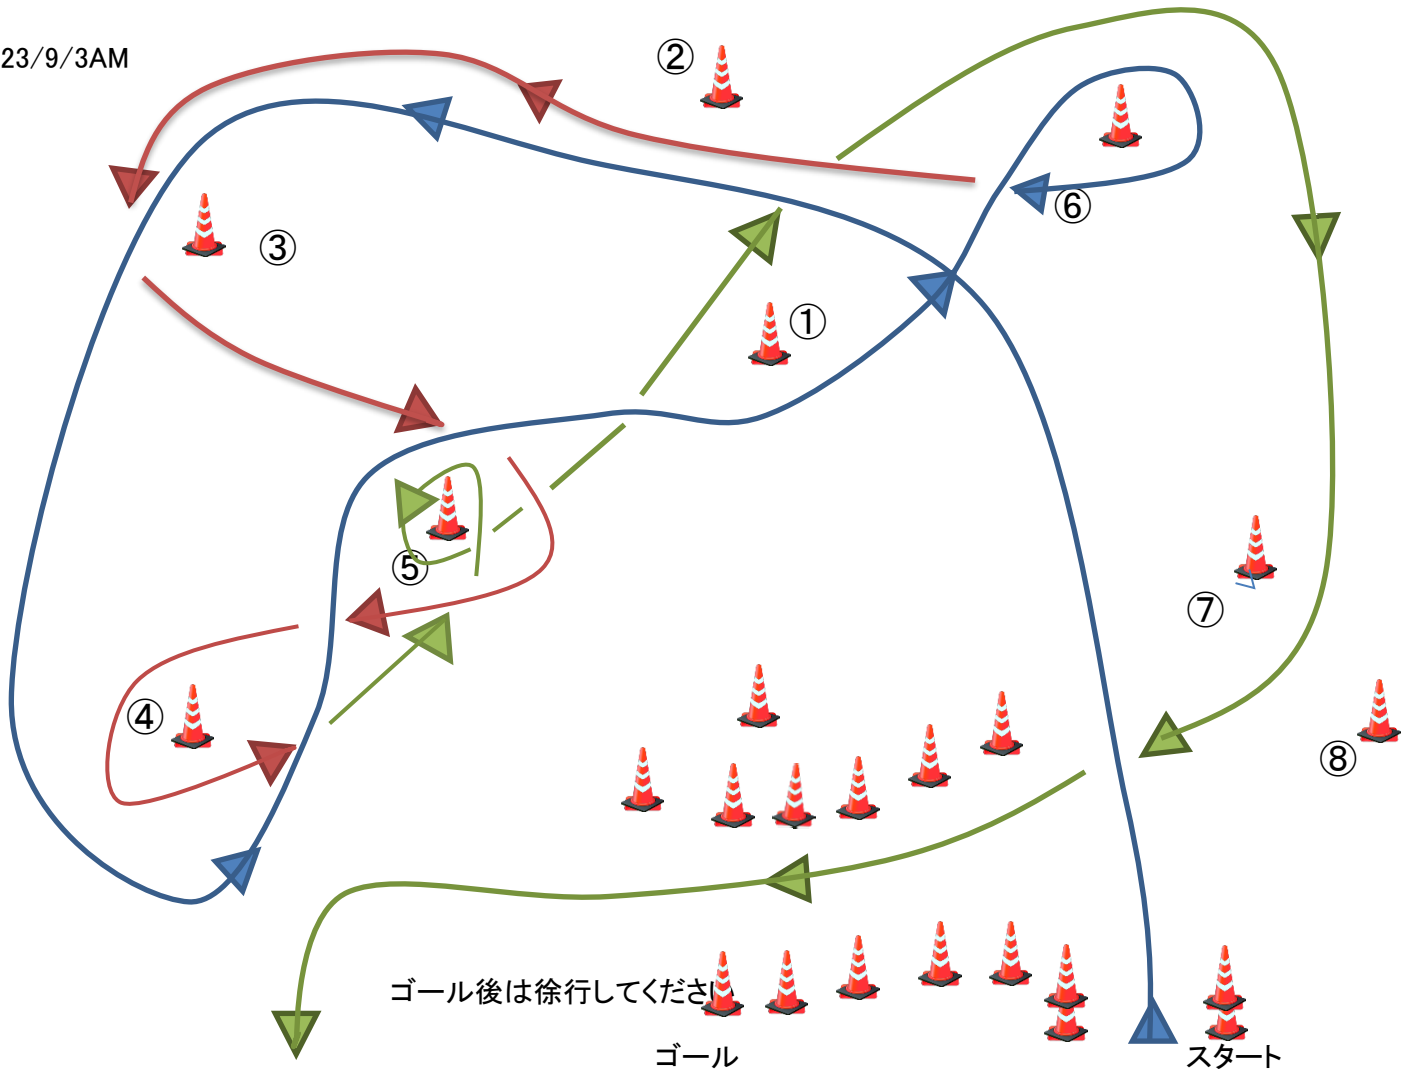 23/9/3AM
②
⑥
③
①
⑤
⑦
④
⑧
ゴール後は徐行してください
ゴール
スタート